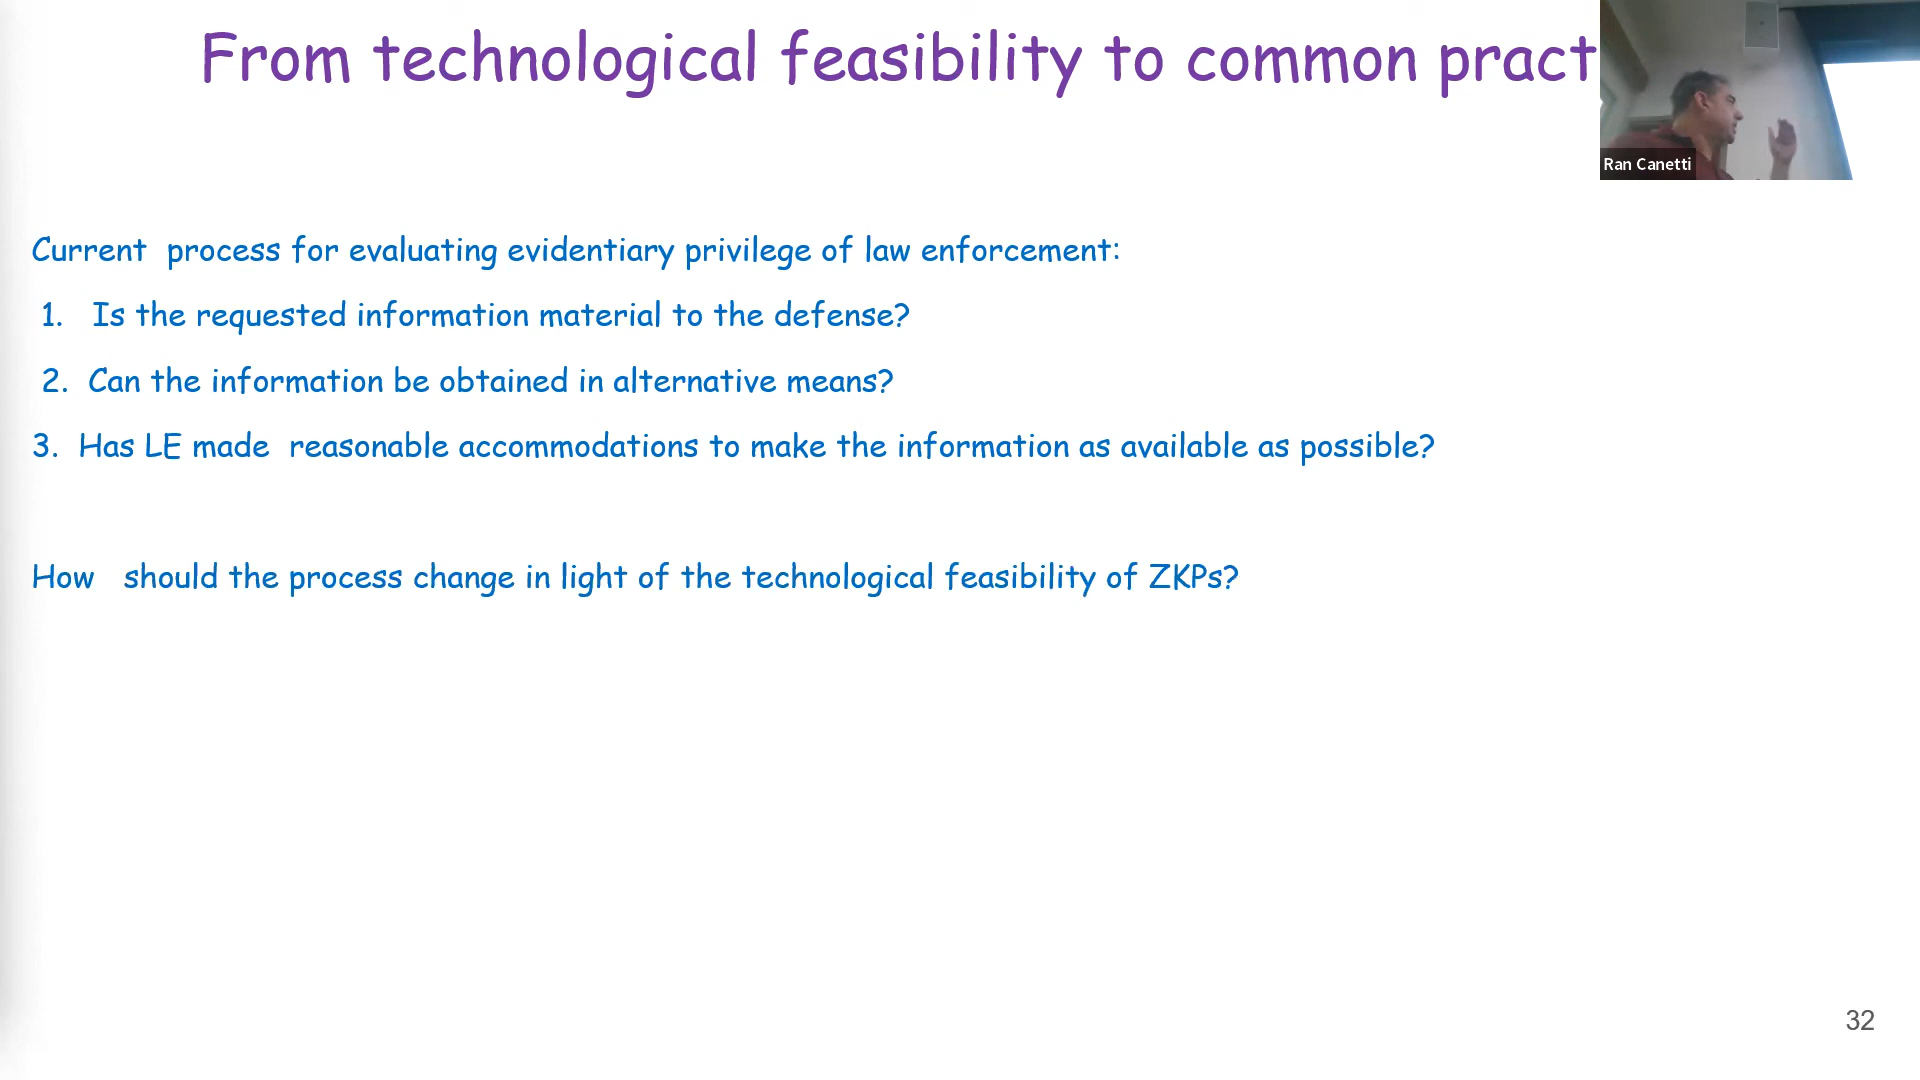 From technological feasibility to common pract
Ran Canetti
Current process for evaluating evidentiary privilege of law enforcement:
1. Is the requested information material to the defense?
2. Can the information be obtained in alternative means?
3. Has LE made reasonable accommodations to make the information as available as possible?
How should the process change in light of the technological feasibility of ZKPs?
32